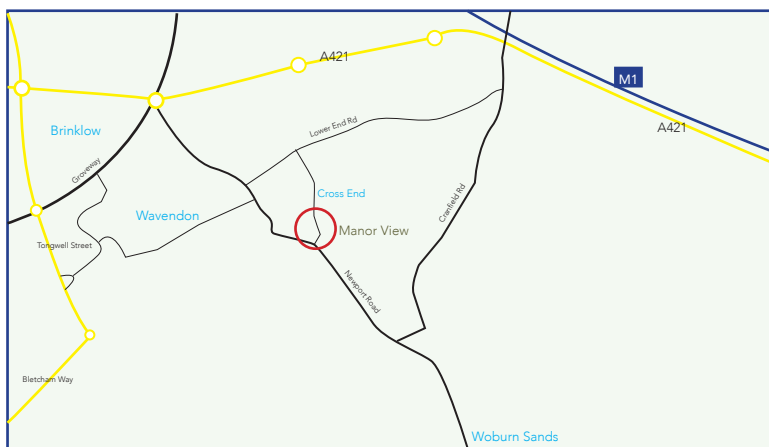 A421
M1
A421
Brinklow
Lower End Rd
Groveway
Cross End
Cranfield Rd
Wavendon
Manor View
Tongwell Street
Newport Road
Bletcham Way
Woburn Sands